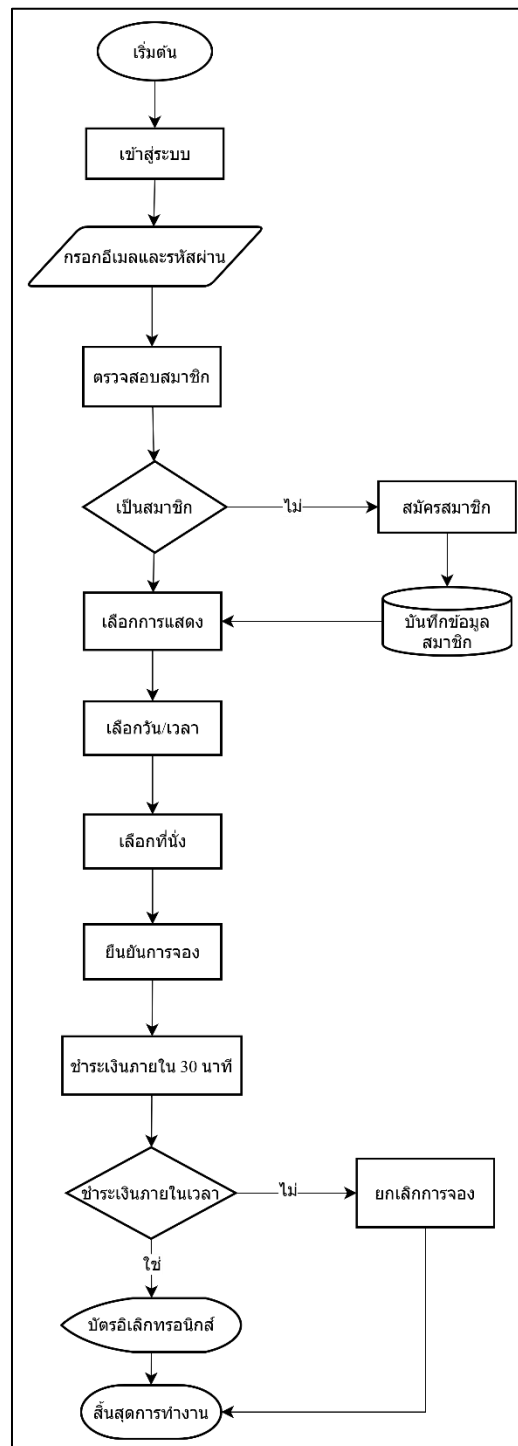 เริ่มต้น
เข้าสู่ระบบ
กรอกอีเมลและรหัสผ่าน
ตรวจสอบสมาชิก
เป็นสมาชิก
ไม่
สมัครสมาชิก
บันทึกข้อมูล
สมาชิก
เลือกการแสดง
เลือกวัน/เวลา
เลือกที่นั่ง
ยืนยันการจอง
ชำระเงินภายใน 30 นาที
ชำระเงินภายในเวลา
ไม่
ยกเลิกการจอง
ใช่
บัตรอิเล็กทรอนิกส์
สิ้นสุดการทำงาน